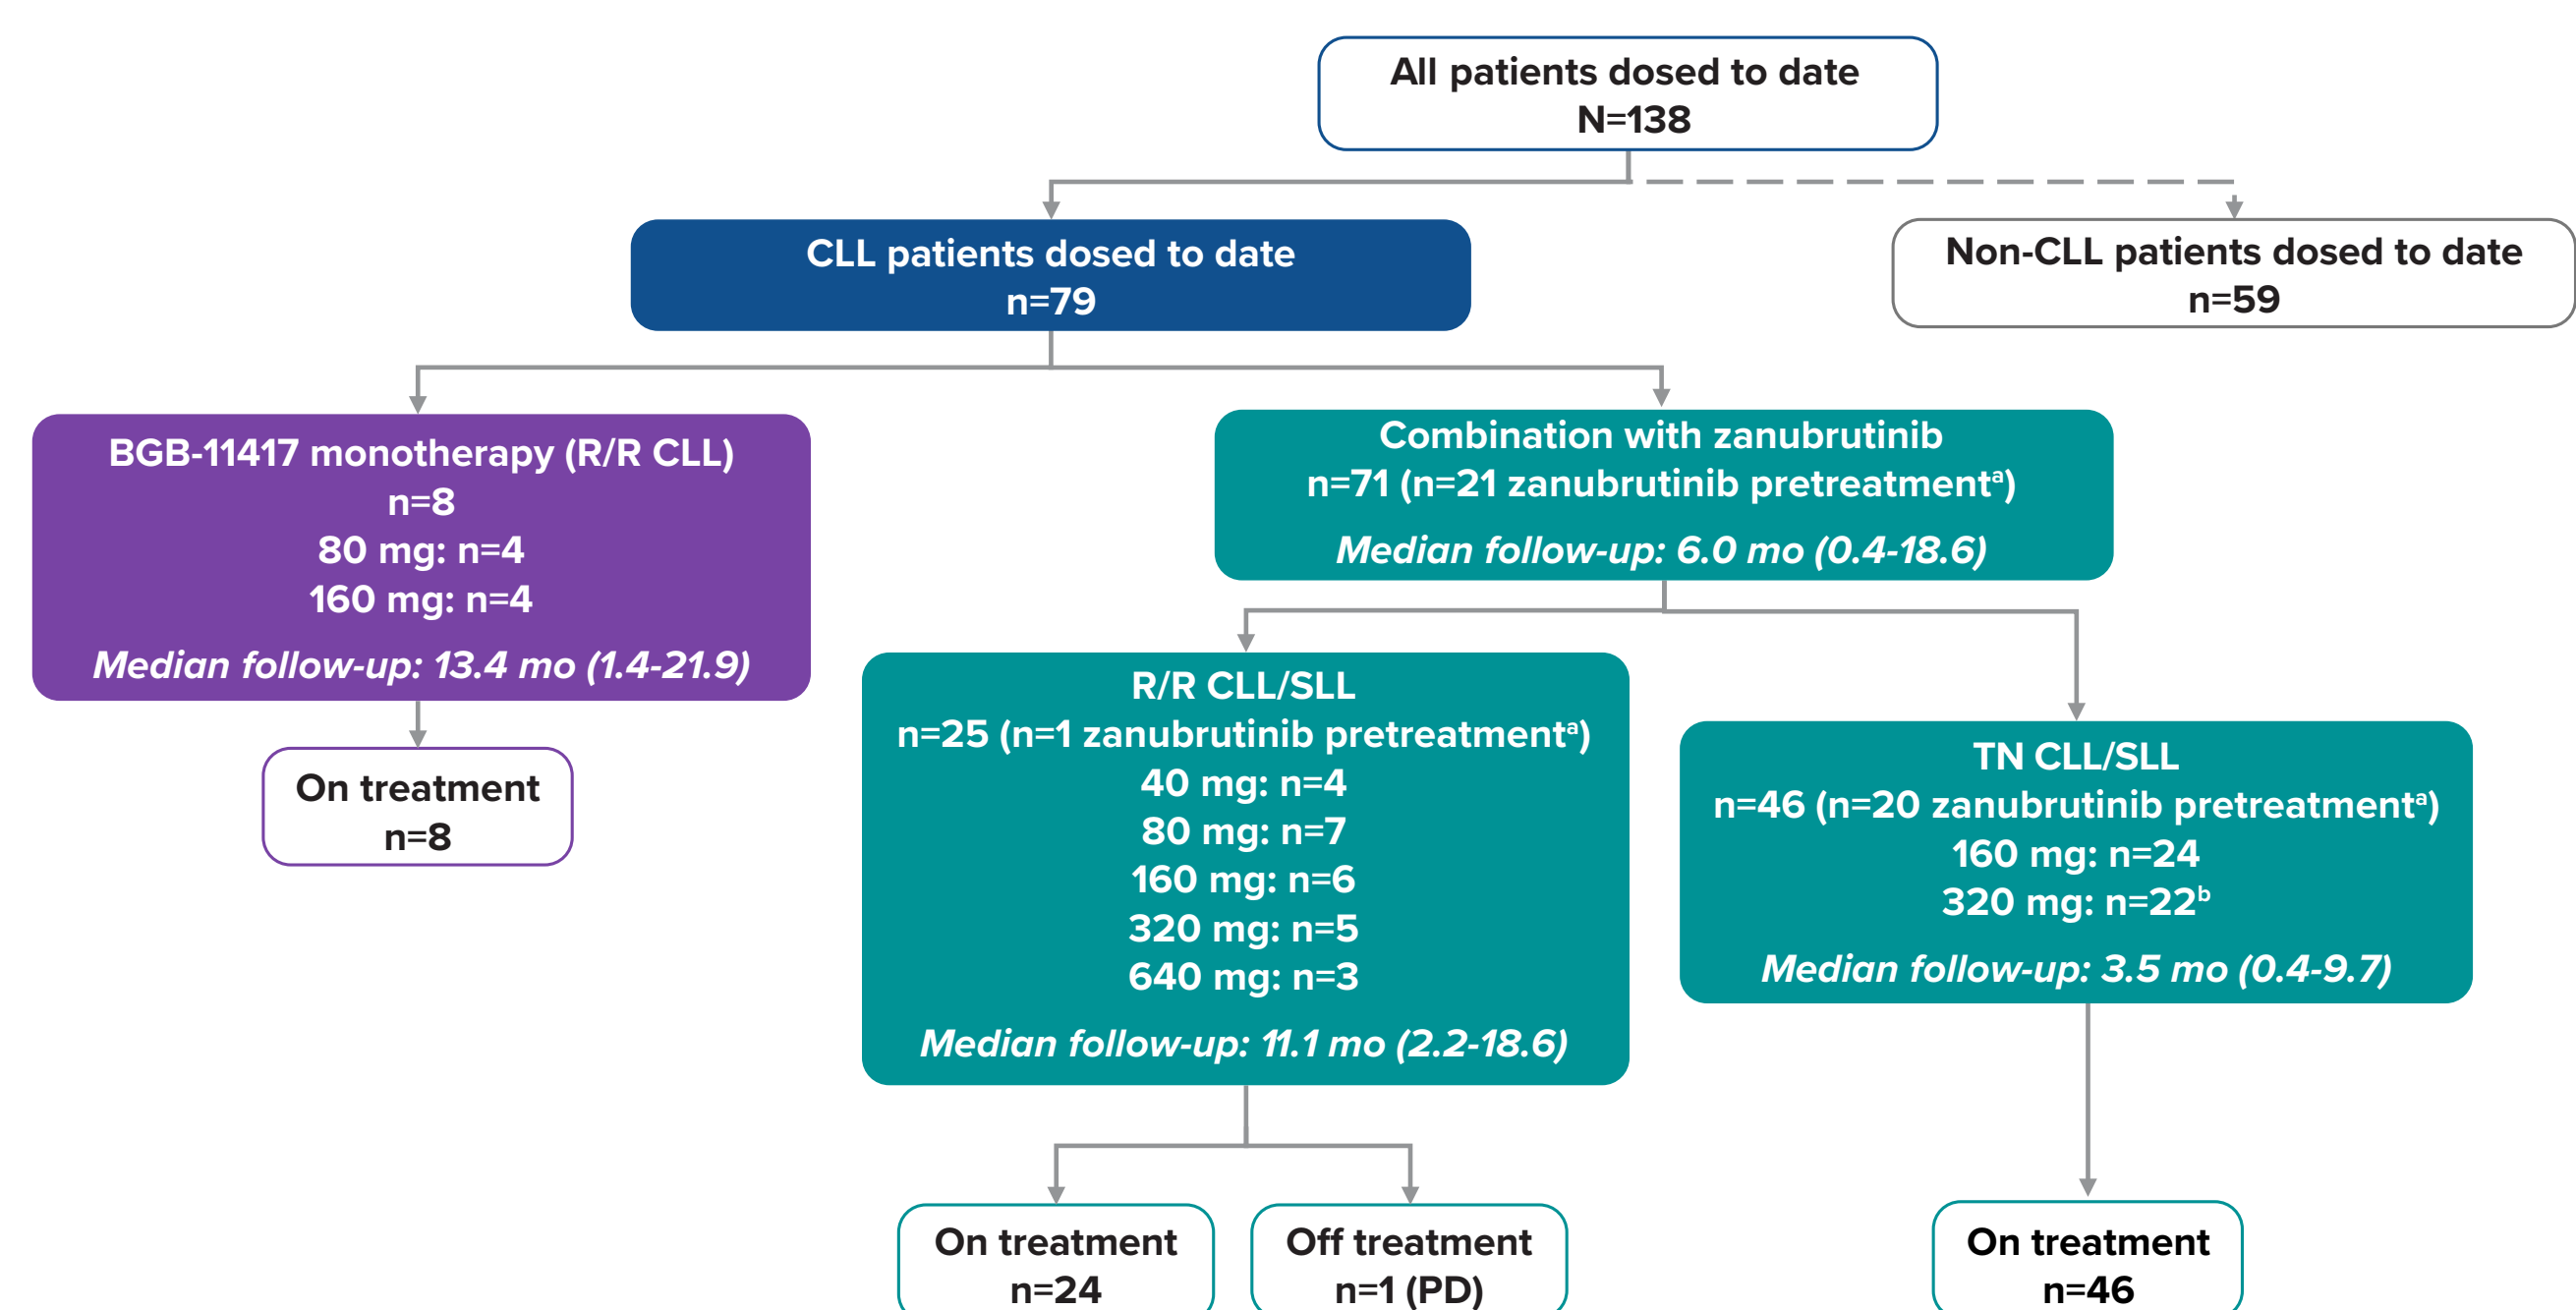 All patients dosed to date
N=138
CLL patients dosed to date
n=79
Non-CLL patients dosed to date
n=59
BGB-11417 monotherapy (R/R CLL)
n=8
80 mg: n=4
160 mg: n=4
Median follow-up: 13.4 mo (1.4-21.9)
On treatment
n=8
Combination with zanubrutinib
n=71 (n=21 zanubrutinib pretreatmentᵃ)
Median follow-up: 6.0 mo (0.4-18.6)
R/R CLL/SLL
n=25 (n=1 zanubrutinib pretreatmentᵃ)
40 mg: n=4
80 mg: n=7
160 mg: n=6
320 mg: n=5
640 mg: n=3
Median follow-up: 11.1 mo (2.2-18.6)
TN CLL/SLL
n=46 (n=20 zanubrutinib pretreatmentᵃ)
160 mg: n=24
320 mg: n=22ᵇ
Median follow-up: 3.5 mo (0.4-9.7)
On treatment
n=24
Off treatment
n=1 (PD)
On treatment
n=46